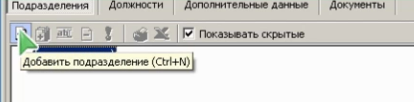 Подразделения Должности Дополнительные данные Документы
Показывать скрытые
Добавить подразделение (Ctrl+N)